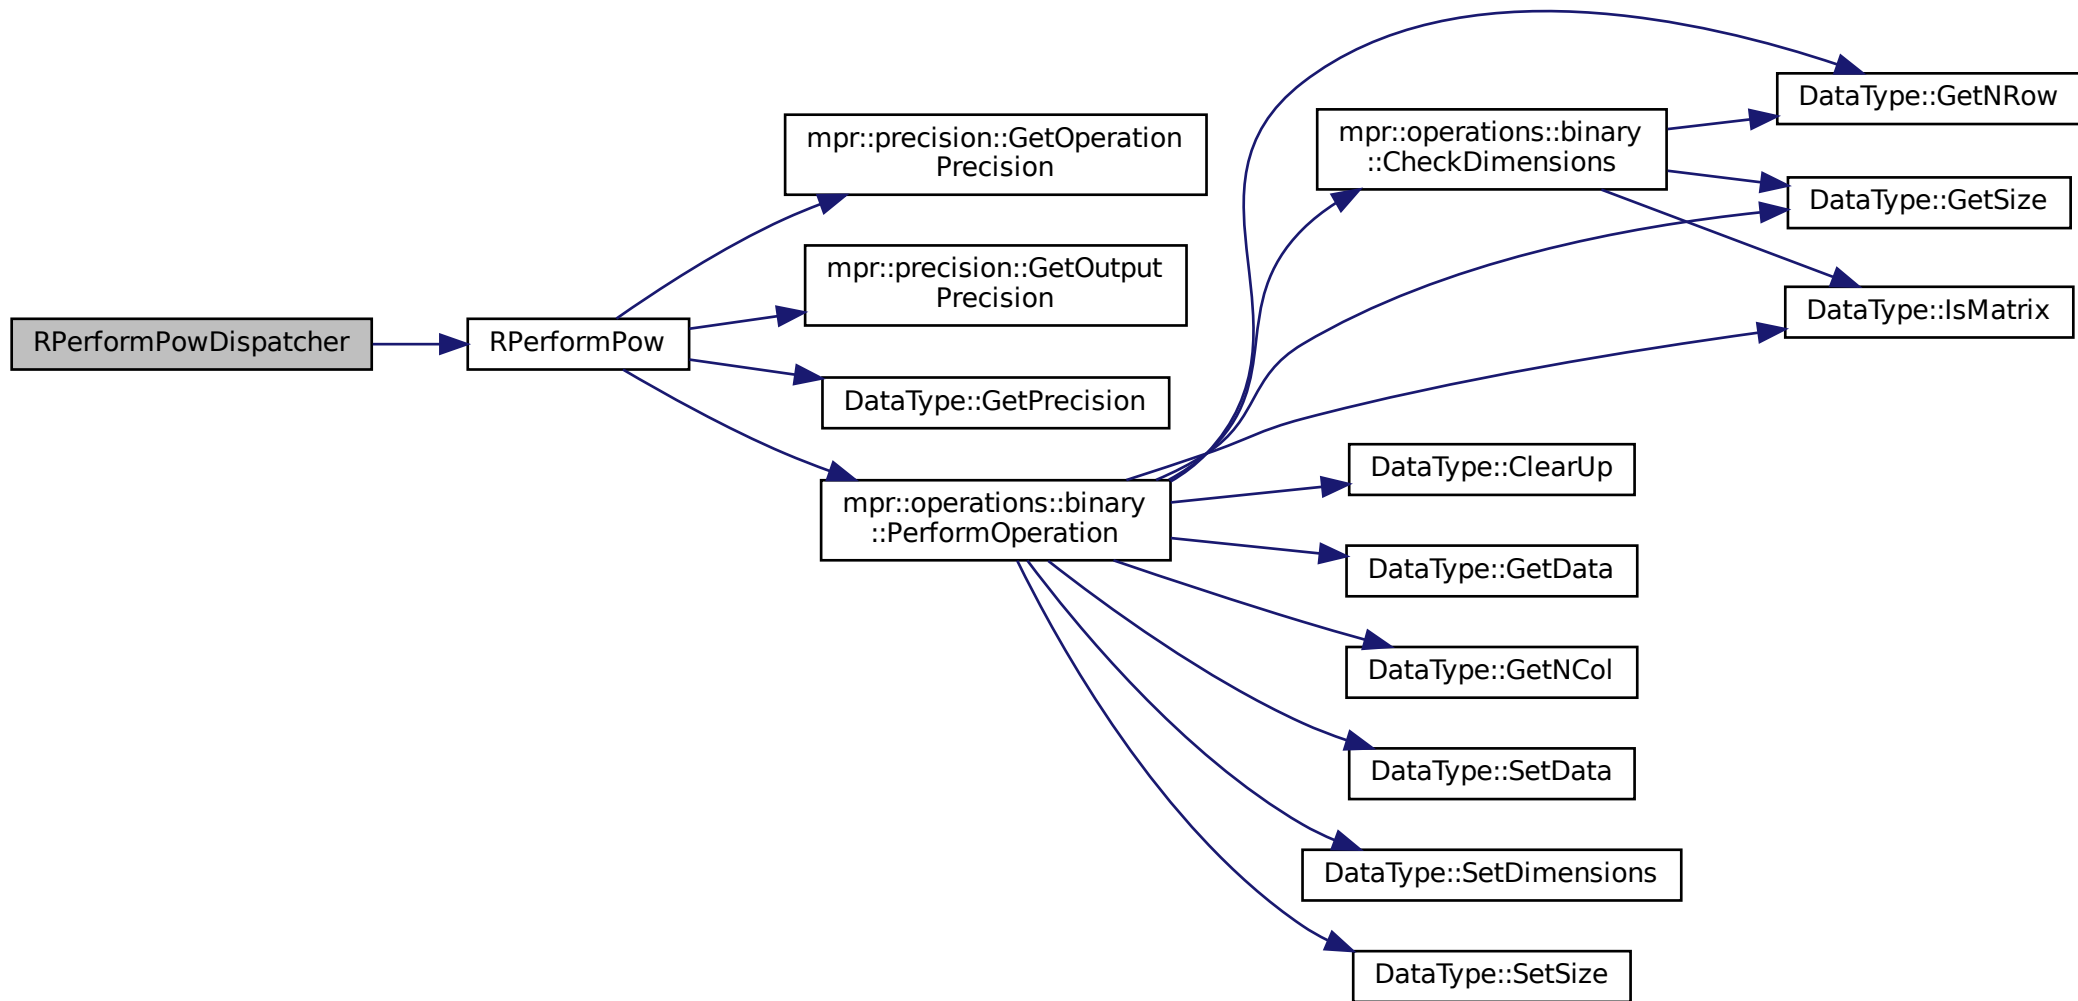 RPerformPowDispatcher
RPerformPow
mpr::precision::GetOperation
Precision
mpr::precision::GetOutput
Precision
DataType::GetPrecision
mpr::operations::binary
::PerformOperation
mpr::operations::binary
::CheckDimensions
DataType::GetNRow
DataType::GetSize
DataType::IsMatrix
DataType::ClearUp
DataType::GetData
DataType::GetNCol
DataType::SetData
DataType::SetDimensions
DataType::SetSize